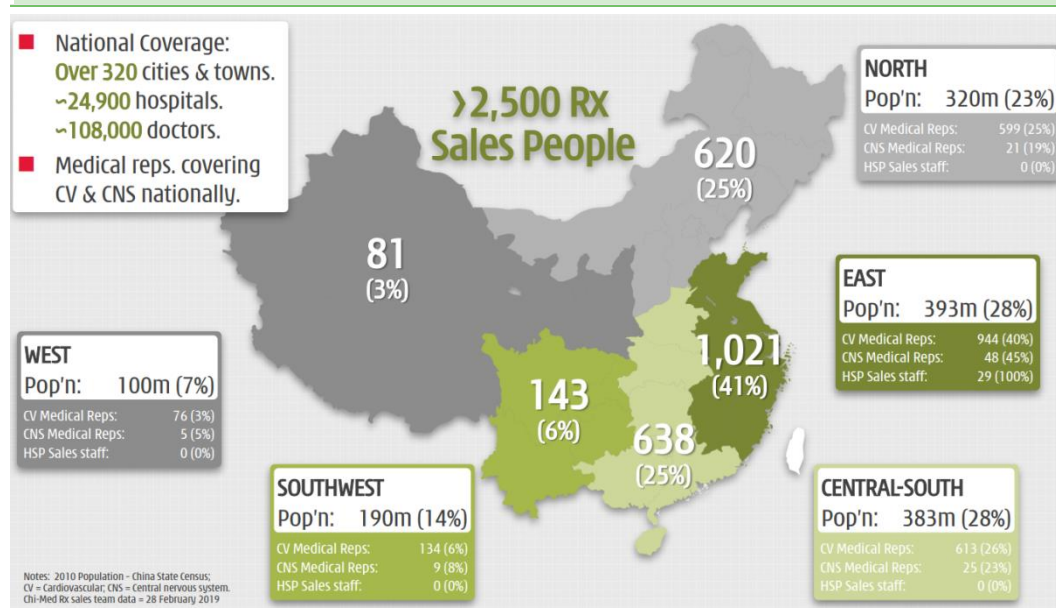 National Coverage:
Over 320 cities & towns.
~24,900 hospitals.
~108,000 doctors.
Medical reps. covering
CV & CNS nationally.
>2,500 Rx
Sales People
620
(25%)
NORTH
Pop'n: 320m (23%)
CV Medical Reps: 599 (25%)
CNS Medical Reps: 21 (19%)
HSP Sales staff: 0 (0%)
81
(3%)
EAST
Pop'n: 393m (28%)
CV Medical Reps: 944 (40%)
CNS Medical Reps: 48 (45%)
HSP Sales staff: 29 (100%)
1,021
(41%)
WEST
Pop'n: 100m (7%)
CV Medical Reps: 76 (3%)
CNS Medical Reps: 5 (5%)
HSP Sales staff: 0 (0%)
143
(6%)
638
(25%)
SOUTHWEST
Pop'n: 190m (14%)
CV Medical Reps: 134 (6%)
CNS Medical Reps: 9 (8%)
HSP Sales staff: 0 (0%)
CENTRAL-SOUTH
Pop'n: 383m (28%)
CV Medical Reps: 613 (26%)
CNS Medical Reps: 25 (23%)
HSP Sales staff: 0 (0%)
Notes: 2010 Population - China State Census;
CV = Cardiovascular; CNS = Central nervous system.
Chi-Med Rx sales team data = 28 February 2019